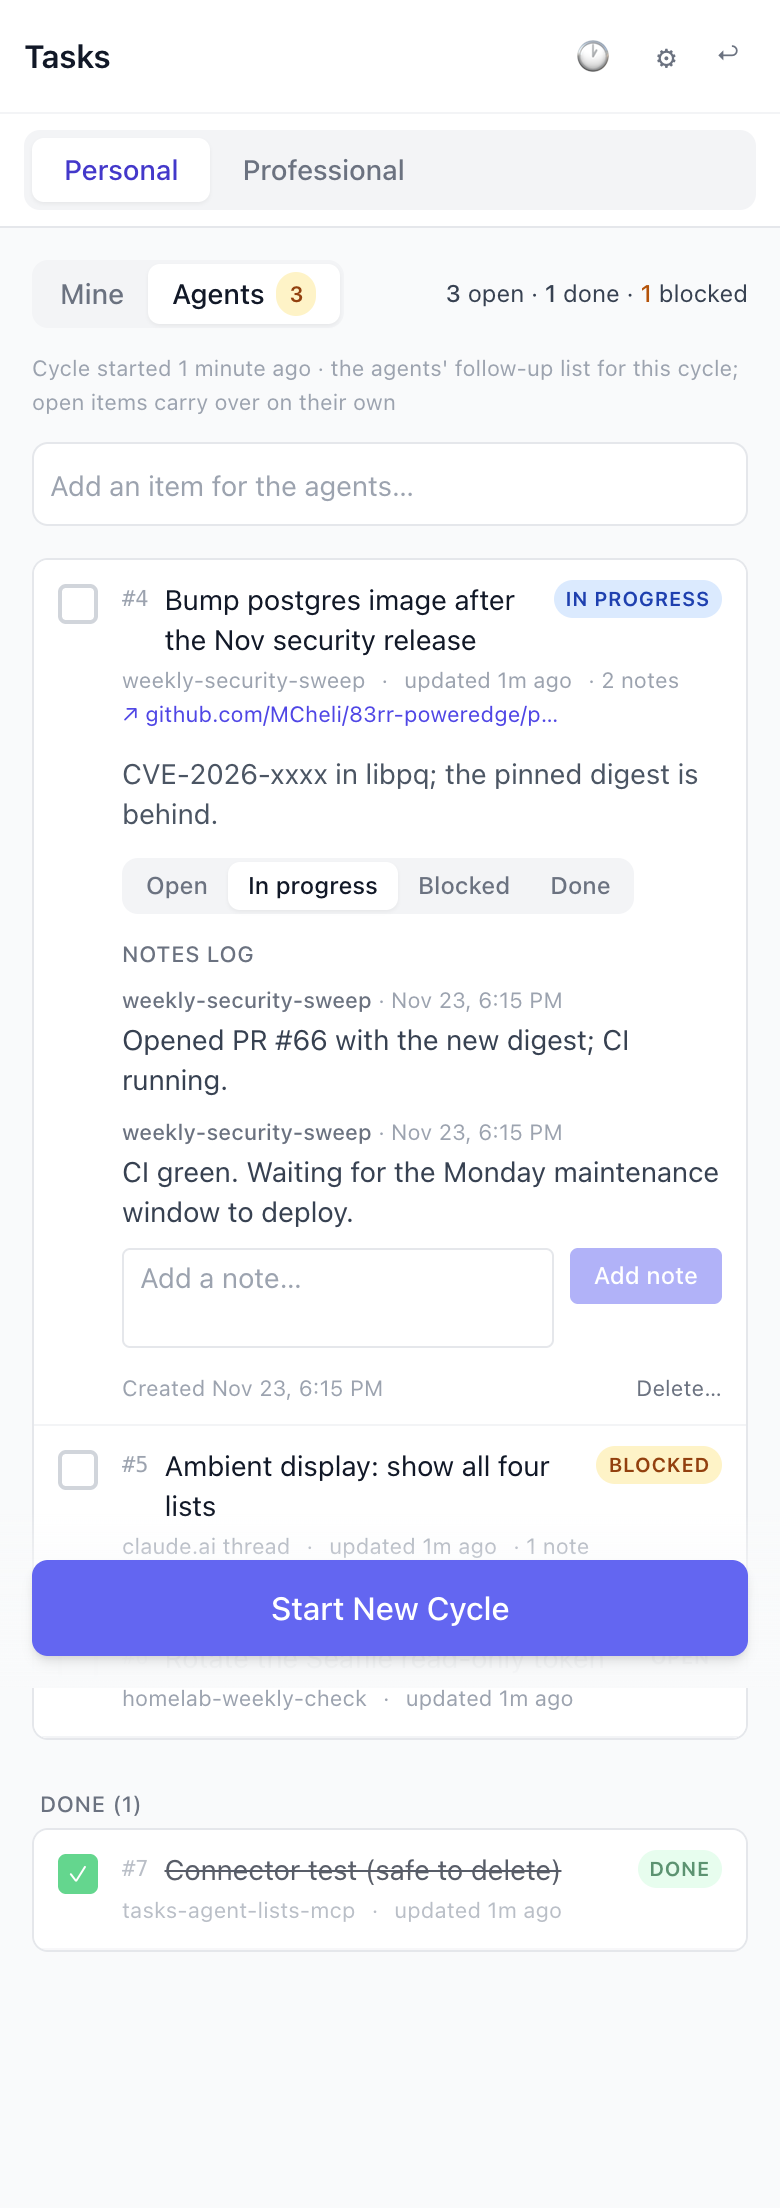 Tasks
Personal
Professional
Mine
Agents 3
3 open · 1 done · 1 blocked
Cycle started 1 minute ago · the agents' follow-up list for this cycle;
open items carry over on their own
Add an item for the agents...
#4 Bump postgres image after
the Nov security release
IN PROGRESS
weekly-security-sweep · updated 1m ago · 2 notes
↗ github.com/MCheli/83rr-poweredge/p...
CVE-2026-xxxx in libpq; the pinned digest is
behind.
Open In progress Blocked Done
NOTES LOG
weekly-security-sweep · Nov 23, 6:15 PM
Opened PR #66 with the new digest; CI
running.
weekly-security-sweep · Nov 23, 6:15 PM
CI green. Waiting for the Monday maintenance
window to deploy.
Add a note...
Add note
Created Nov 23, 6:15 PM
Delete...
#5 Ambient display: show all four
lists
BLOCKED
claude.ai thread · updated 1m ago · 1 note
Start New Cycle
Rotate the Seafile read-only token
OPEN
homelab-weekly-check · updated 1m ago
DONE (1)
#7 Connector test (safe to delete)
DONE
tasks-agent-lists-mcp · updated 1m ago